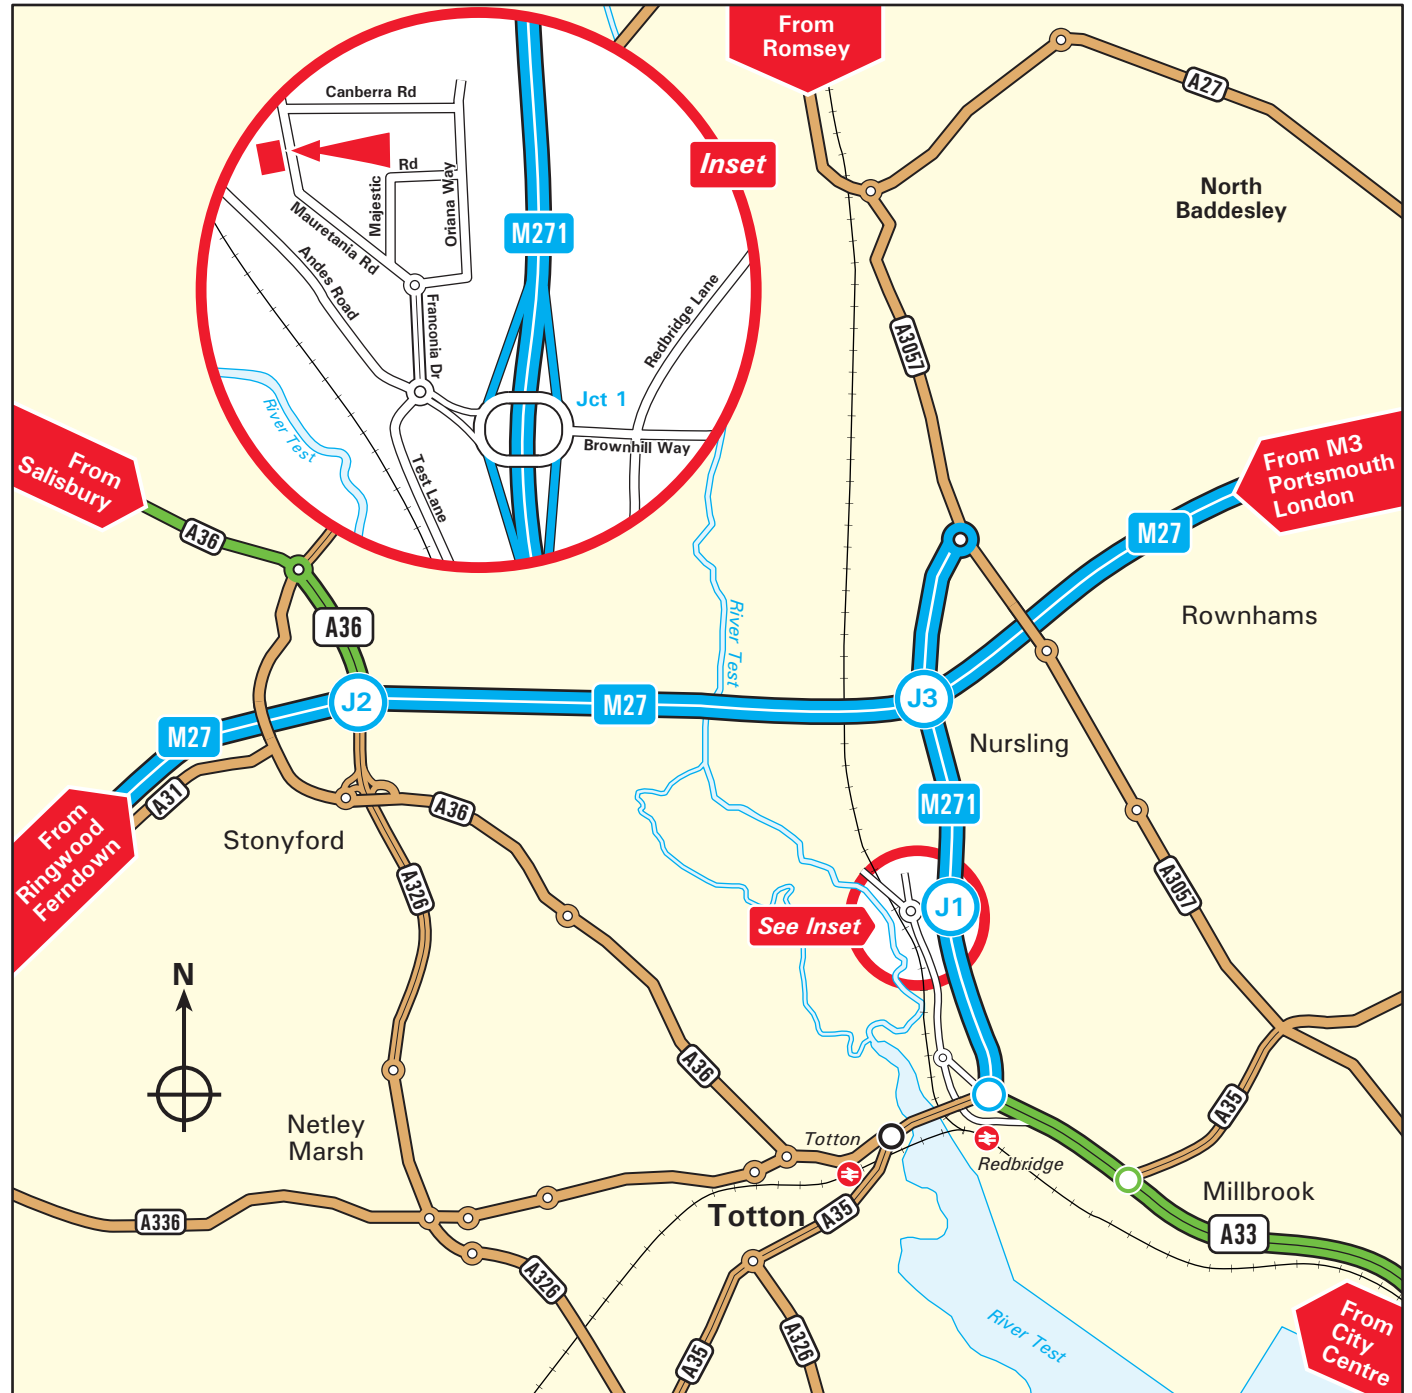 From
Romsey
A27
North
Baddesley
Inset
Canberra Rd
Rd
Majestic
Oriana Way
Mauretania Rd
Andes Road
Franconia Dr
M271
Redbridge Lane
Jct 1
Brownhill Way
River Test
Test Lane
A3057
From
Salisbury
A36
A36
From M3
Portsmouth
London
M27
Rownhams
River Test
J2
M27
J3
M27
Nursling
A31
M271
A36
Stonyford
From
Ringwood
Ferndown
A326
A3057
See Inset
J1
N
A36
A35
Netley
Marsh
Totton
Redbridge
Millbrook
A336
Totton
A35
A33
A326
River Test
A35
A326
From
City
Centre